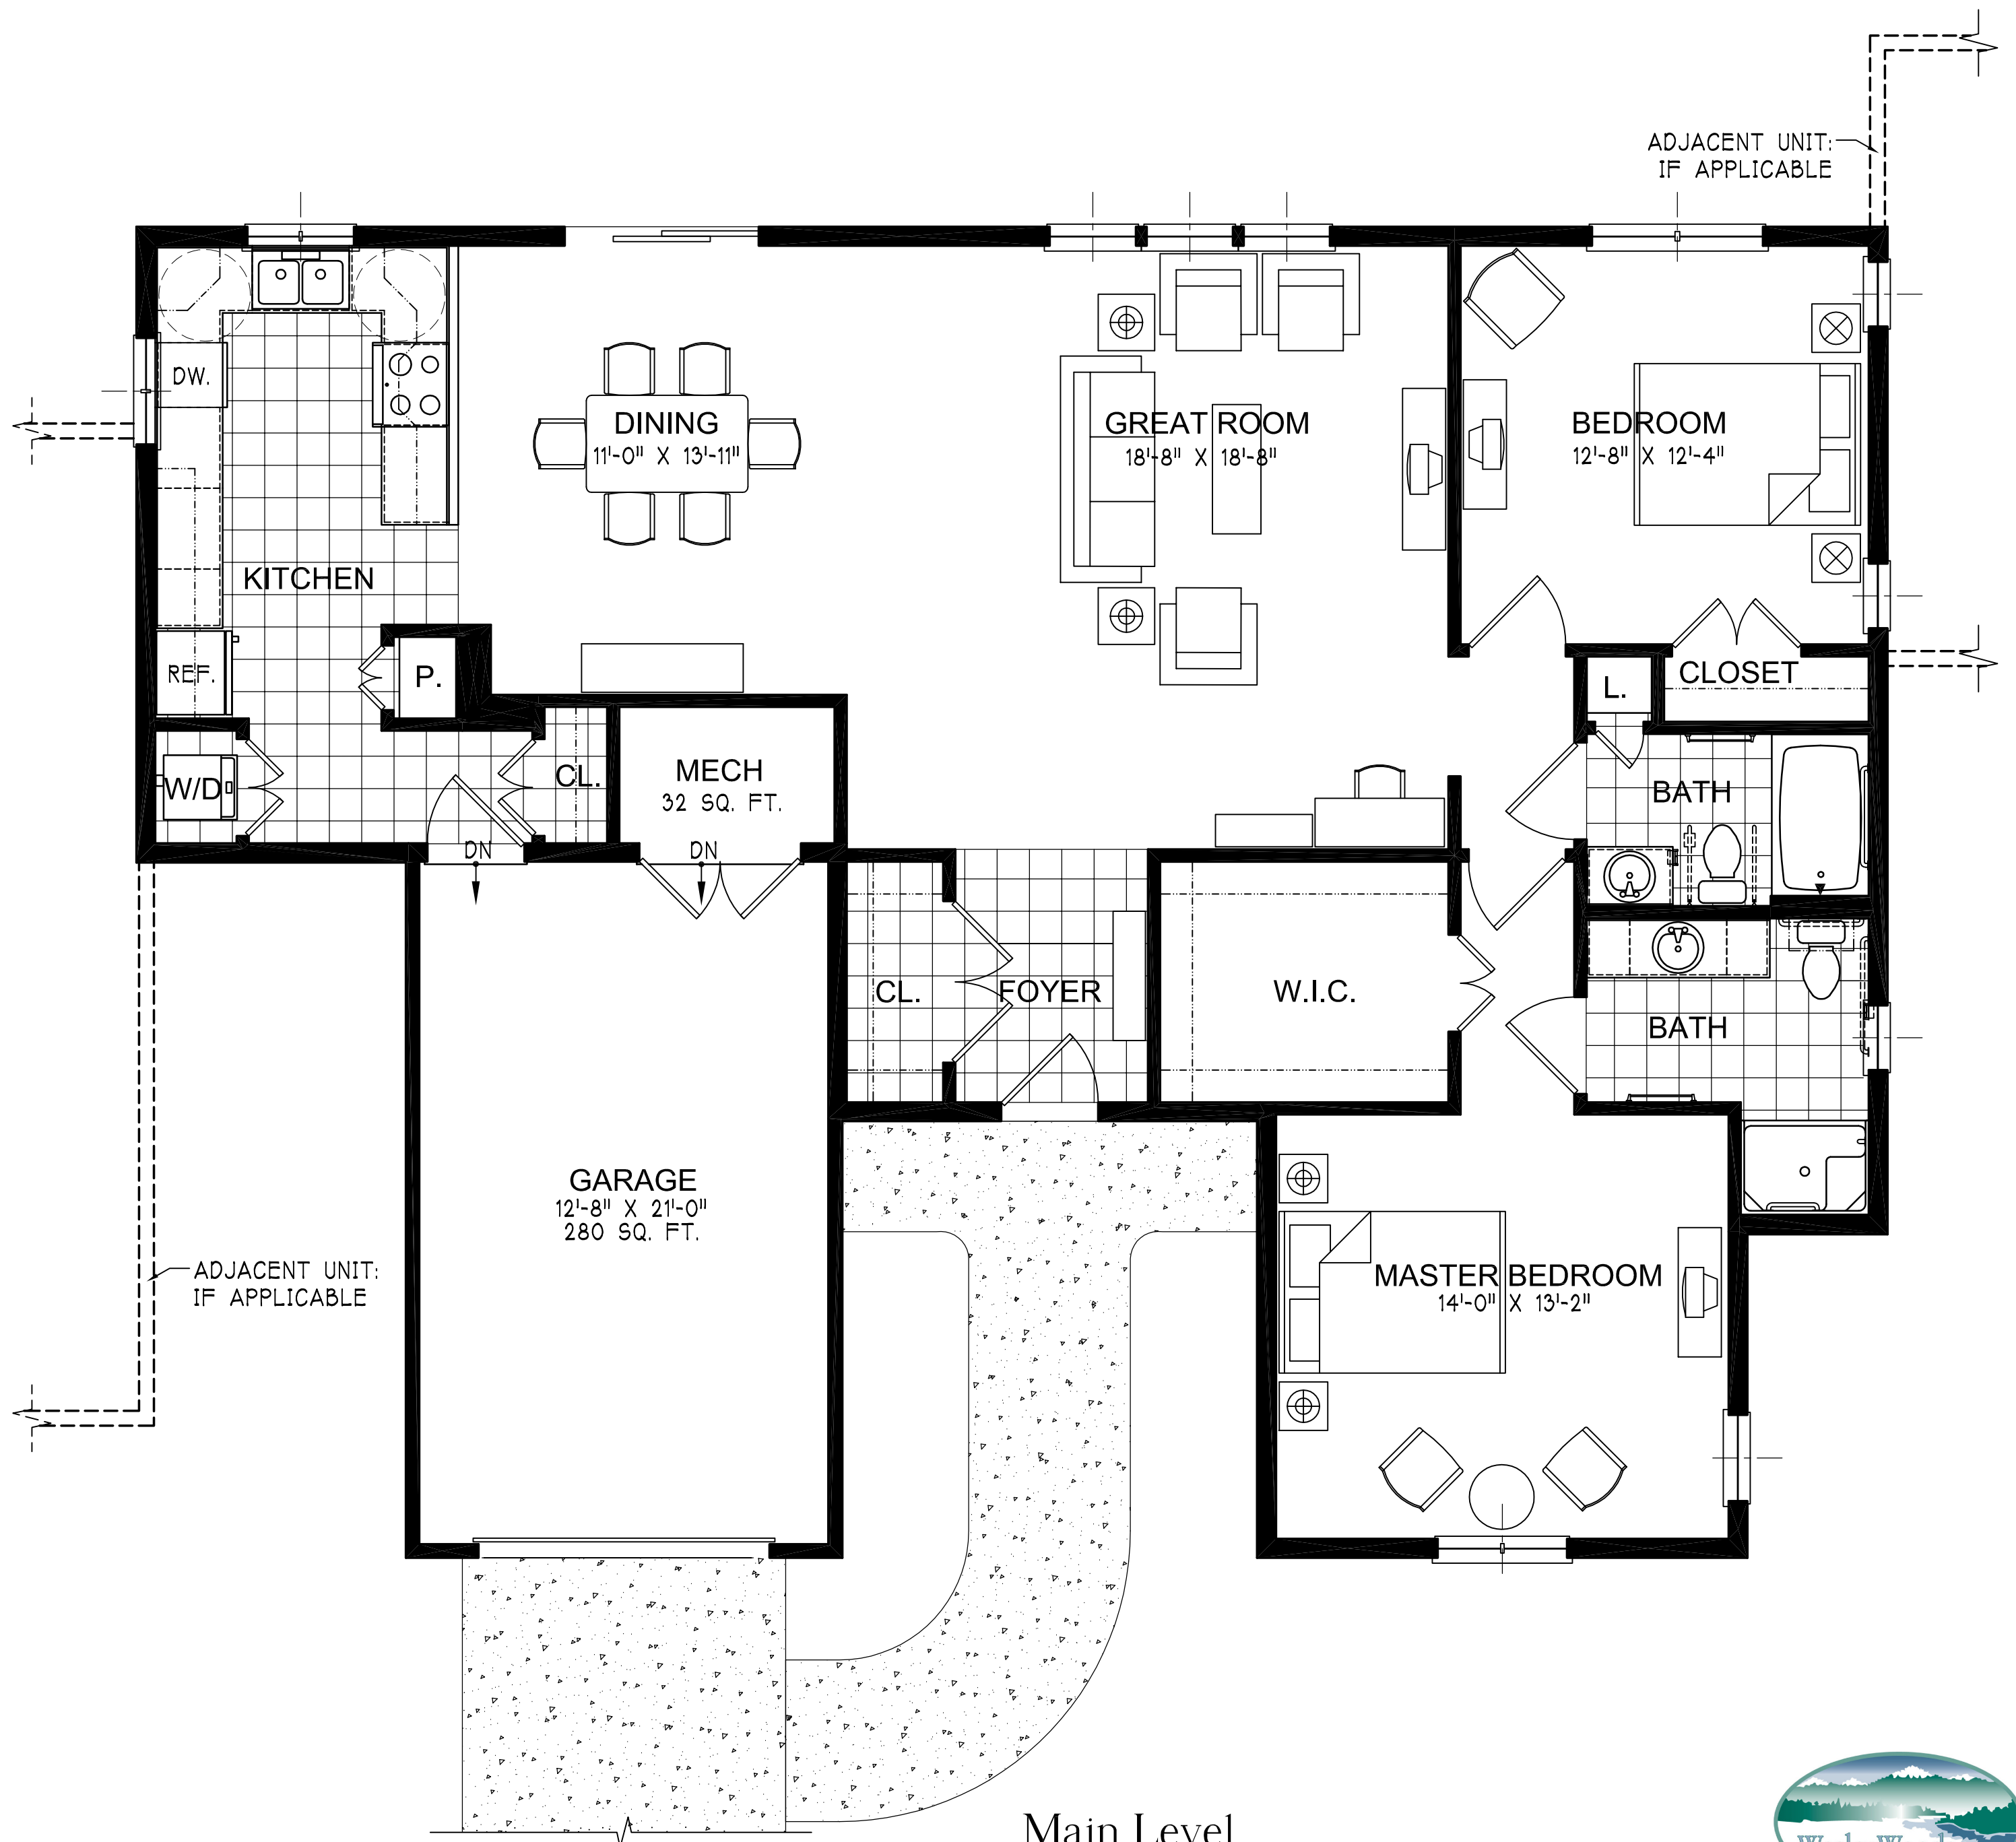 ADJACENT UNIT:
IF APPLICABLE
DW.
DINING
11'-0" X 13'-11"
GREAT ROOM
18'-8" X 18'-8"
BEDROOM
12'-8" X 12'-4"
KITCHEN
REF.
P.
L.
CLOSET
W/D
CL.
MECH
32 SQ. FT.
BATH
DN
DN
CL.
FOYER
W.I.C.
BATH
GARAGE
12'-8" X 21'-0"
280 SQ. FT.
ADJACENT UNIT:
IF APPLICABLE
MASTER BEDROOM
14'-0" X 13'-2"
Main Level